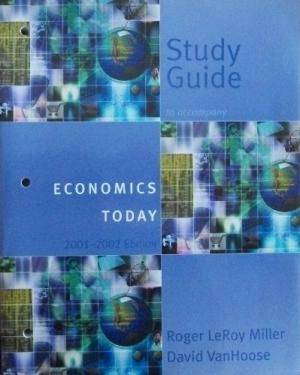 Study
Guide
to accompany
ECONOMICS
TODAY
2001-2002 Edition
Roger LeRoy Miller
David VanHoose